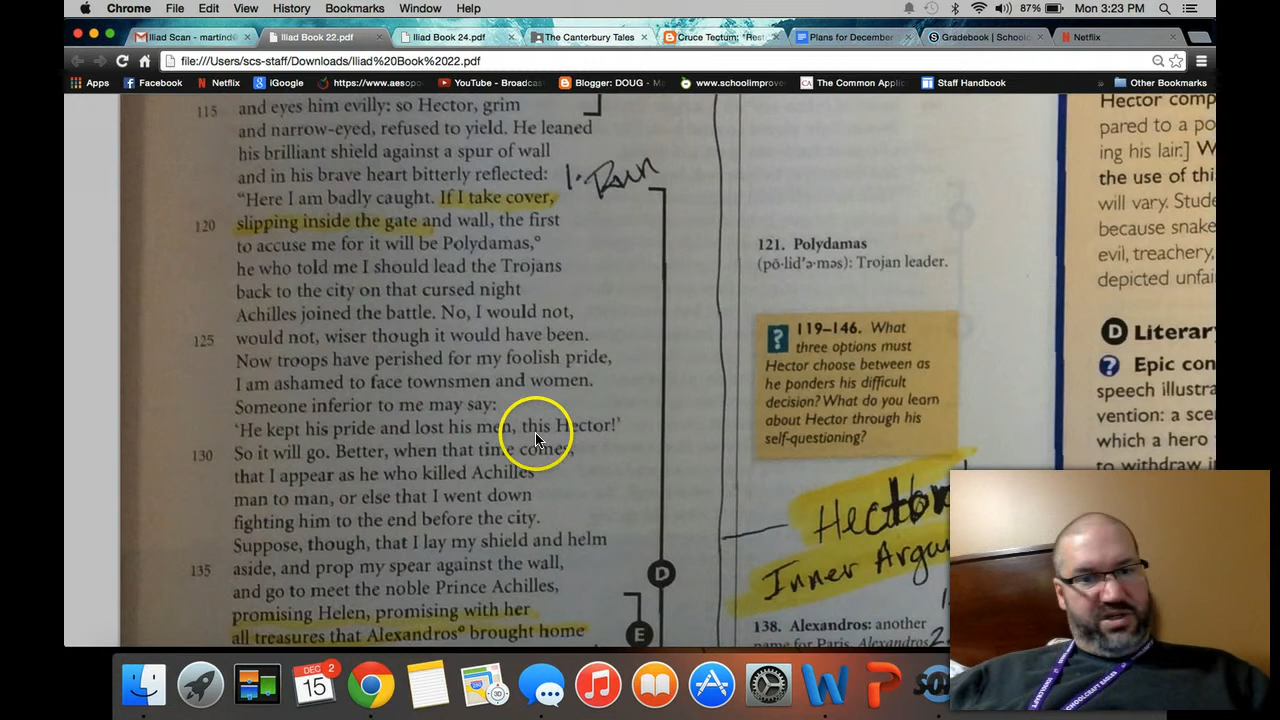 Chrome File Edit View History Bookmarks Window Help 87% Mon 3:23 PM
Iliad Scan - martind@ Iliad Book 22.pdf Iliad Book 24.pdf The Canterbury Tales Cruce Tectum: "Rest Plans for December Gradebook | Schoolo Netflix
file:///Users/scs-staff/Downloads/Iliad%20Book%2022.pdf
Apps Facebook Netflix iGoogle https://www.aesop YouTube - Broadcas Blogger: DOUG - M www.schoolimprove The Common Applic Staff Handbook » Other Bookmarks
115 and eyes him evilly: so Hector, grim
and narrow-eyed, refused to yield. He leaned
his brilliant shield against a spur of wall
and in his brave heart bitterly reflected:
1. Run
"Here I am badly caught. If I take cover,
120 slipping inside the gate and wall, the first
to accuse me for it will be Polydamas,°
he who told me I should lead the Trojans
back to the city on that cursed night
Achilles joined the battle. No, I would not,
125 would not, wiser though it would have been.
Now troops have perished for my foolish pride,
I am ashamed to face townsmen and women.
Someone inferior to me may say:
'He kept his pride and lost his men, this Hector!'
130 So it will go. Better, when that time comes,
that I appear as he who killed Achilles
man to man, or else that I went down
fighting him to the end before the city.
Suppose, though, that I lay my shield and helm
135 aside, and prop my spear against the wall,
and go to meet the noble Prince Achilles,
promising Helen, promising with her
all treasures that Alexandros° brought home
D
E
121. Polydamas
(pō·lid′ə·məs): Trojan leader.
? 119–146. What
three options must
Hector choose between as
he ponders his difficult
decision? What do you learn
about Hector through his
self-questioning?
Hector
Inner Argu
1.
138. Alexandros: another
name for Paris. Alexandros
2.
Hector comp
pared to a po
ing his lair.] W
the use of thi
will vary. Stude
because snake
evil, treachery,
depicted unfai
D Literar
? Epic con
speech illustra
vention: a sce
which a hero
to withdraw i
DEC 2
15
SCHOOLCRAFT EAGLES